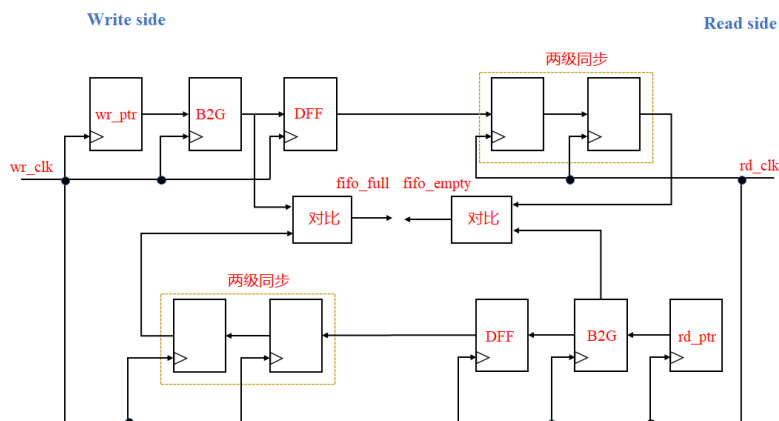 Write side
Read side
两级同步
wr_ptr
B2G
DFF
wr_clk
rd_clk
fifo_full
fifo_empty
对比
对比
两级同步
DFF
B2G
rd_ptr